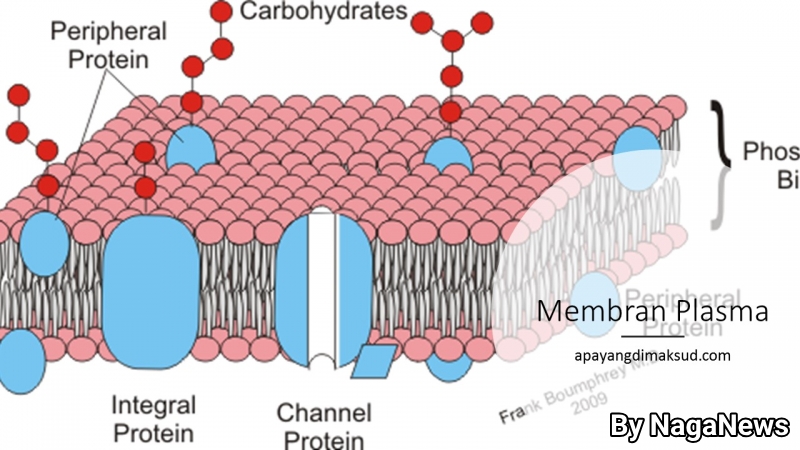 Carbohydrates
Peripheral
Protein
Phos
Bi
Membran Plasma
Peripheral
Protein
apayangdimaksud.com
Frank Boumphrey M.
2009
Integral
Protein
Channel
Protein
By NagaNews